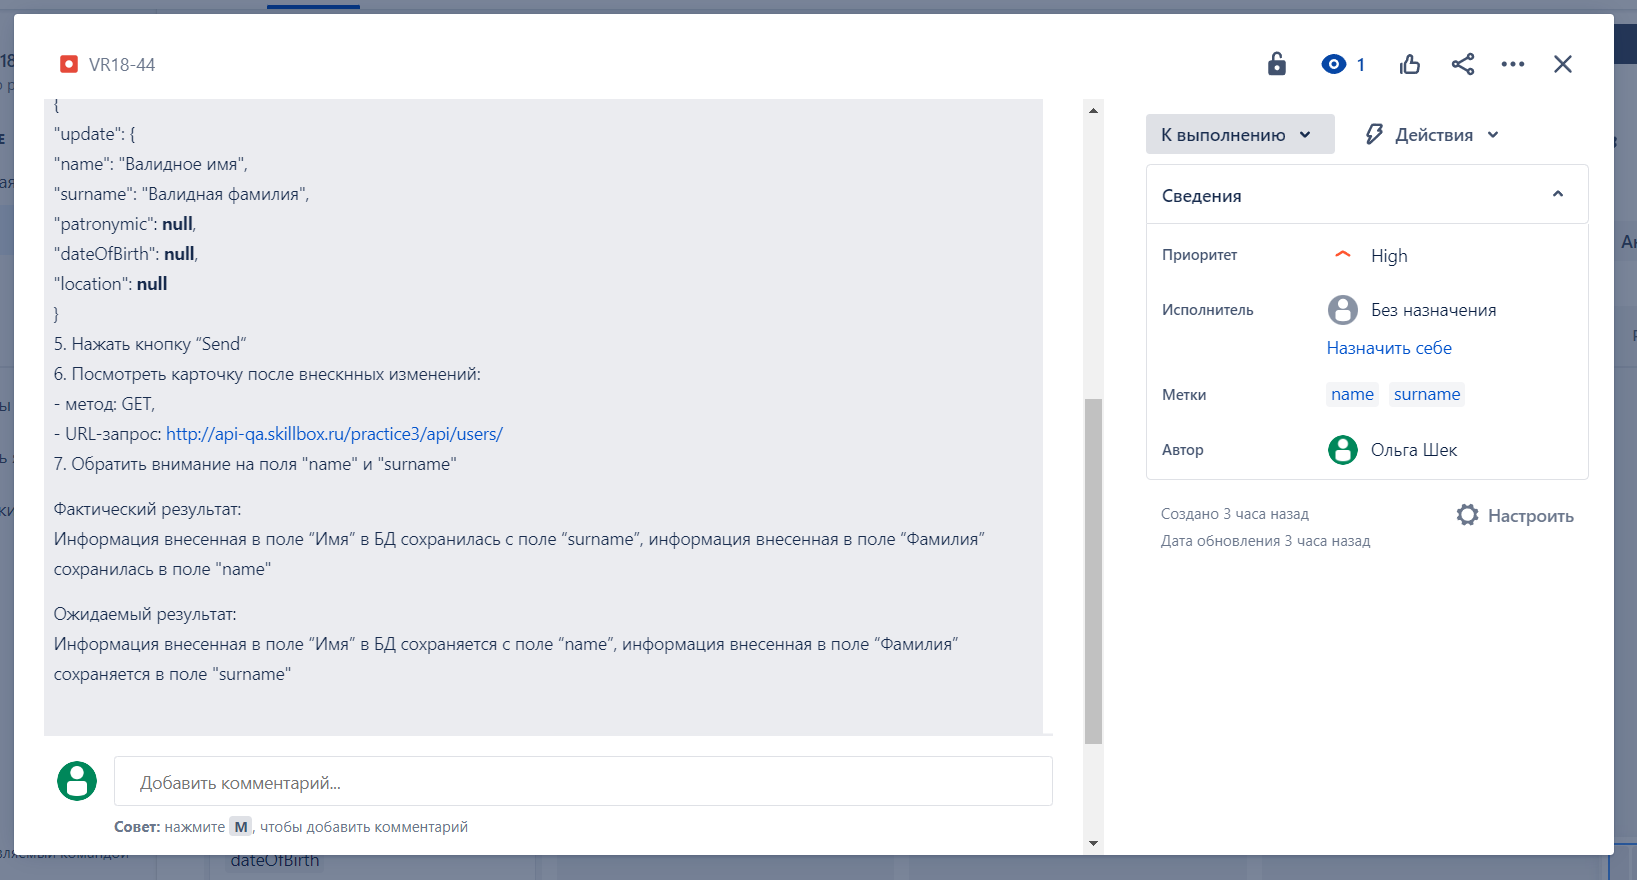 VR18-44
1
{
"update": {
"name": "Валидное имя",
"surname": "Валидная фамилия",
"patronymic": null,
"dateOfBirth": null,
"location": null
}
5. Нажать кнопку “Send”
6. Посмотреть карточку после внескнных изменений:
- метод: GET,
- URL-запрос: http://api-qa.skillbox.ru/practice3/api/users/
7. Обратить внимание на поля "name" и "surname"
Фактический результат:
Информация внесенная в поле “Имя” в БД сохранилась с поле “surname”, информация внесенная в поле “Фамилия”
сохранилась в поле "name"
Ожидаемый результат:
Информация внесенная в поле “Имя” в БД сохраняется с поле “name”, информация внесенная в поле “Фамилия”
сохраняется в поле "surname"
Добавить комментарий...
Совет: нажмите M, чтобы добавить комментарий
К выполнению
Действия
Сведения
Приоритет High
Исполнитель Без назначения
Назначить себе
Метки name surname
Автор Ольга Шек
Создано 3 часа назад
Настроить
Дата обновления 3 часа назад
dateOfBirth